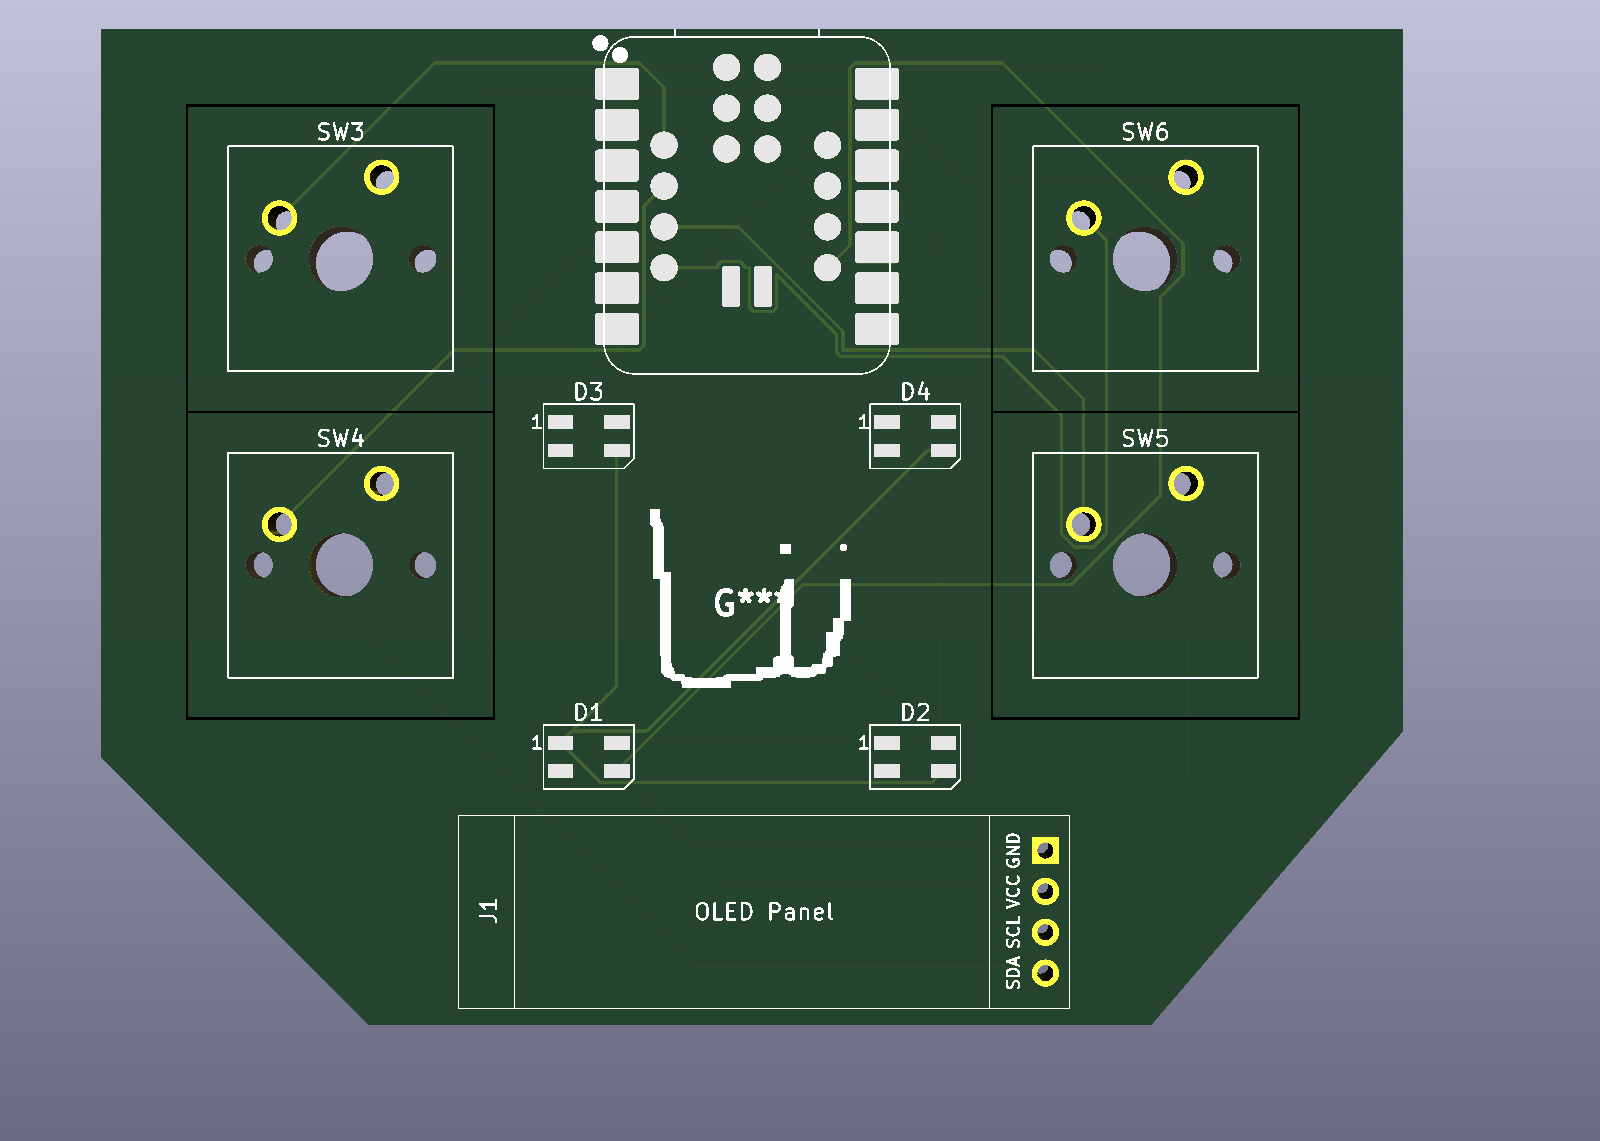 SW3
SW6
D3
D4
1
1
SW4
SW5
G***
D1
D2
1
1
J1
OLED Panel
GND
VCC
SCL
SDA